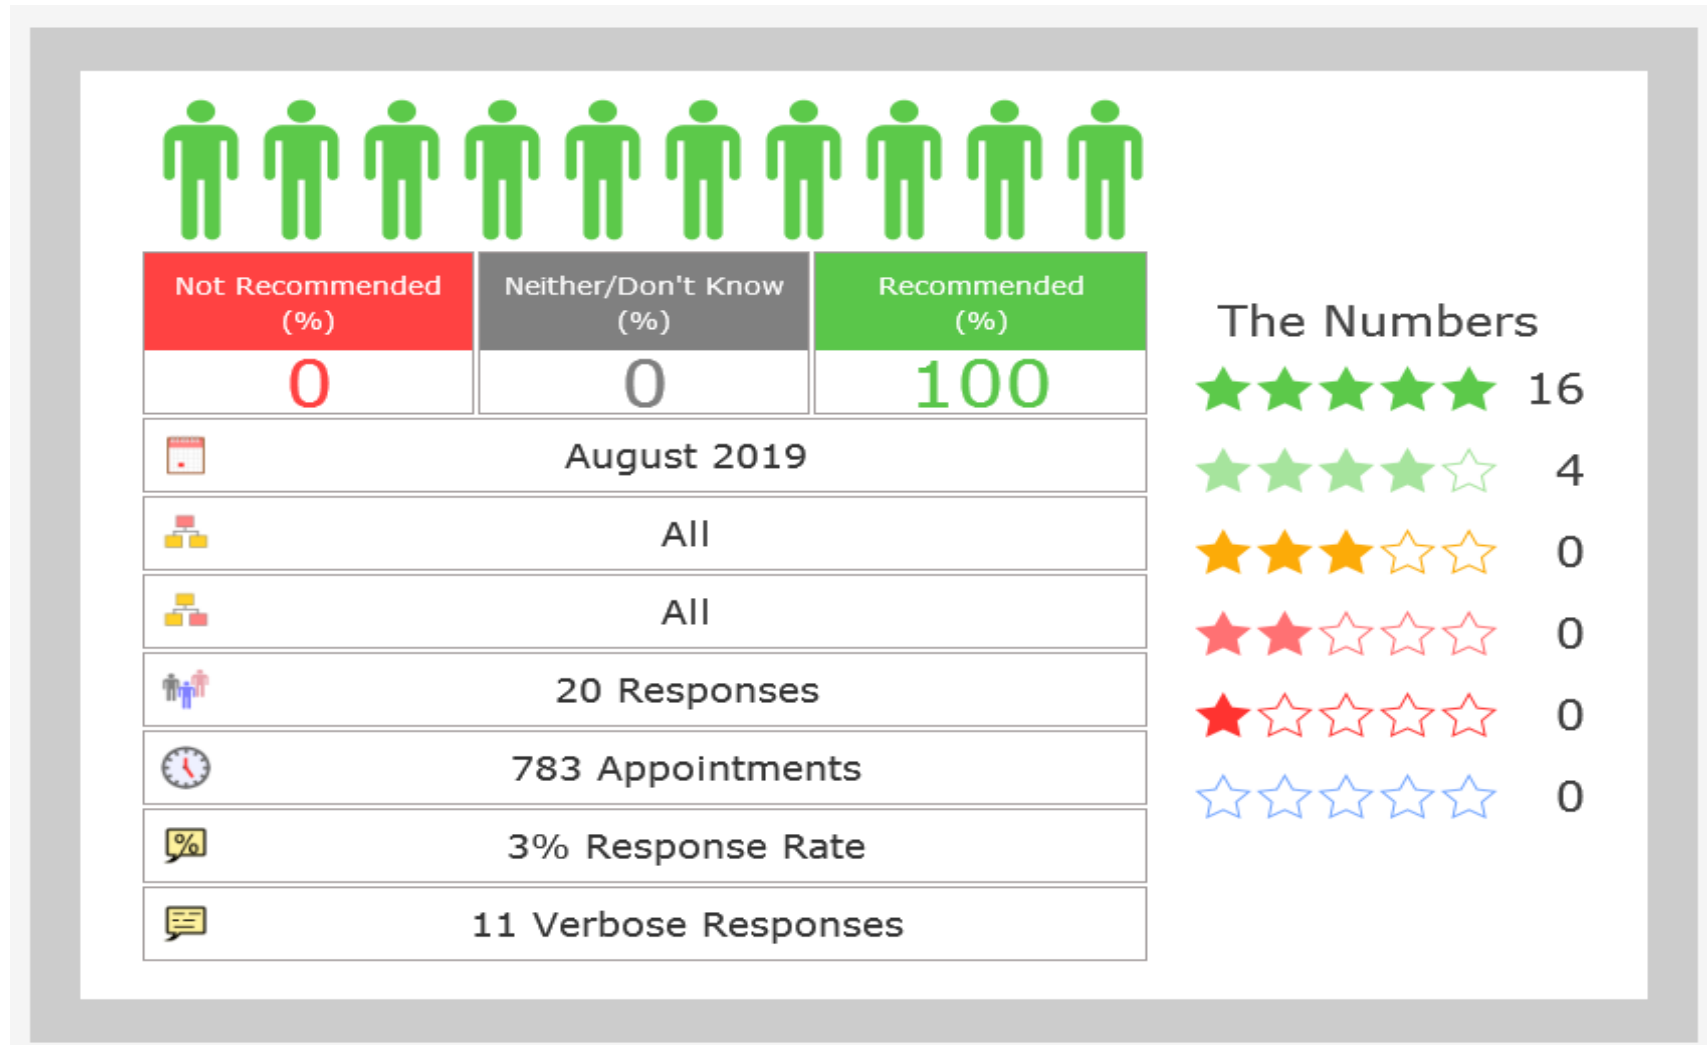 Not Recommended
(%)
Neither/Don't Know
(%)
Recommended
(%)
0
0
100
August 2019
All
All
20 Responses
783 Appointments
3% Response Rate
11 Verbose Responses
The Numbers
16
4
0
0
0
0